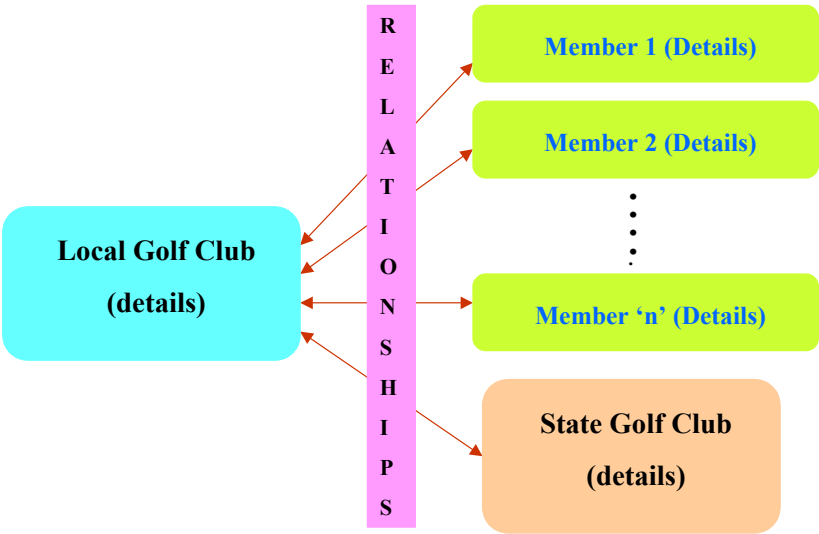 Local Golf Club
(details)
R
E
L
A
T
I
O
N
S
H
I
P
S
Member 1 (Details)
Member 2 (Details)
Member ‘n’ (Details)
State Golf Club
(details)